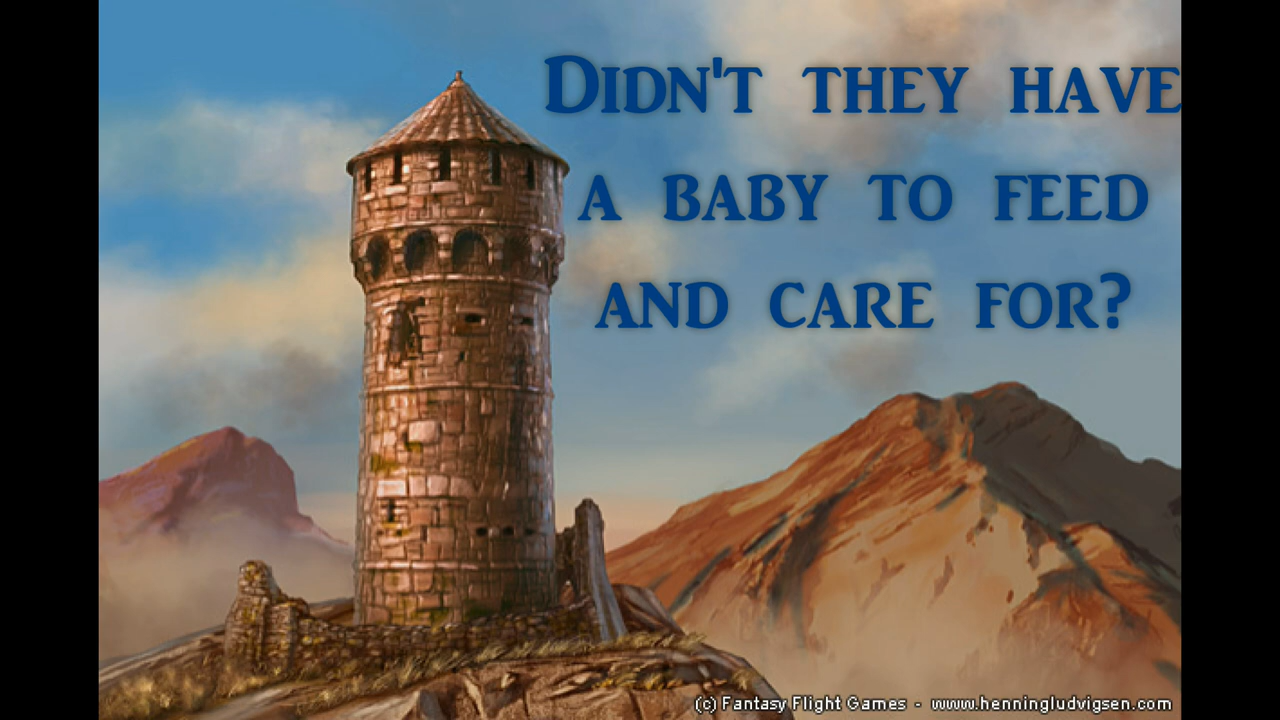 Didn't they have
a baby to feed
and care for?
(c) Fantasy Flight Games - www.henningludvigsen.com